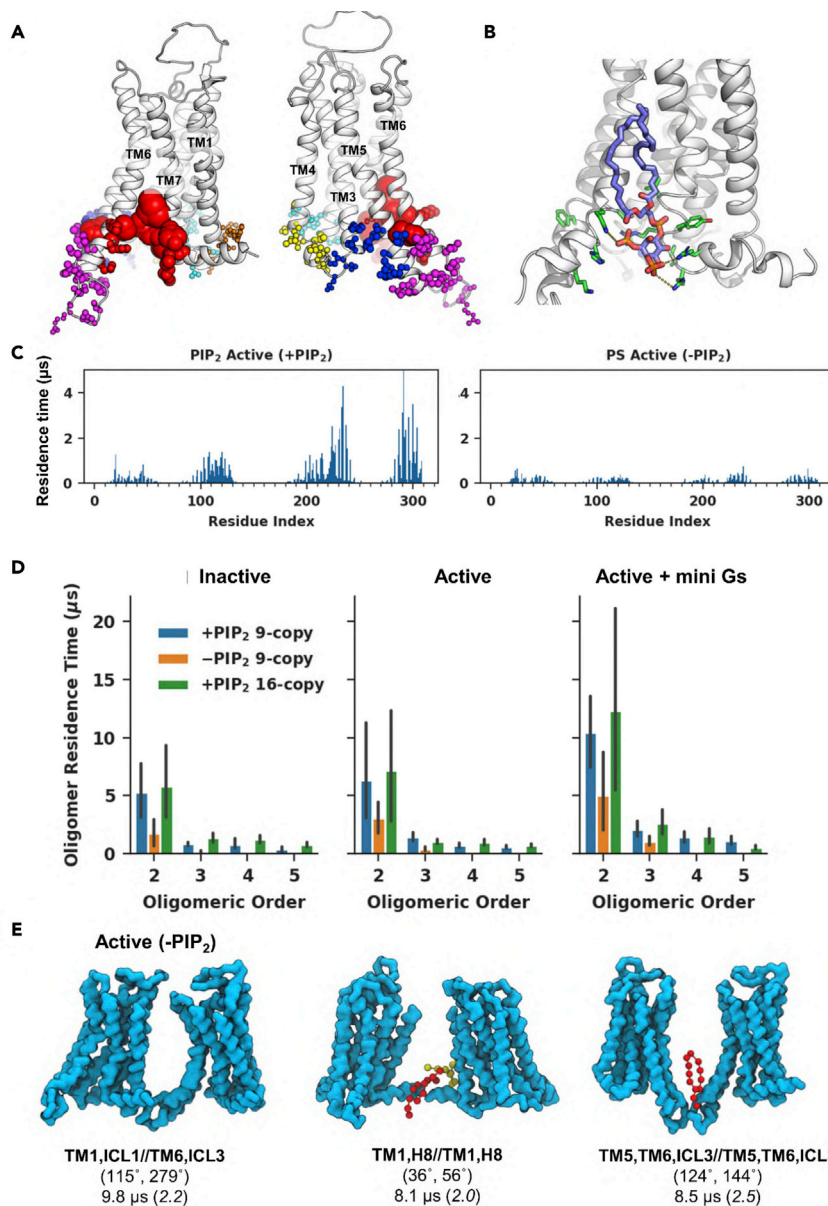 A
B
TM6
TM1
TM7
TM6
TM5
TM4
TM3
C
PIP₂ Active (+PIP₂)
PS Active (-PIP₂)
Residence time (μs)
4
2
0
0
100
200
300
Residue Index
.4
2
0
0
100
200
300
Residue Index
D
Inactive
Active
Active + mini Gs
Oligomer Residence Time (μs)
20
15
10
5
0
+PIP₂ 9-copy
−PIP₂ 9-copy
+PIP₂ 16-copy
2 3 4 5
Oligomeric Order
2 3 4 5
Oligomeric Order
2 3 4 5
Oligomeric Order
E
Active (-PIP₂)
TM1,ICL1//TM6,ICL3
(115˚, 279˚)
9.8 μs (2.2)
TM1,H8//TM1,H8
(36˚, 56˚)
8.1 μs (2.0)
TM5,TM6,ICL3//TM5,TM6,ICL
(124˚, 144˚)
8.5 μs (2.5)